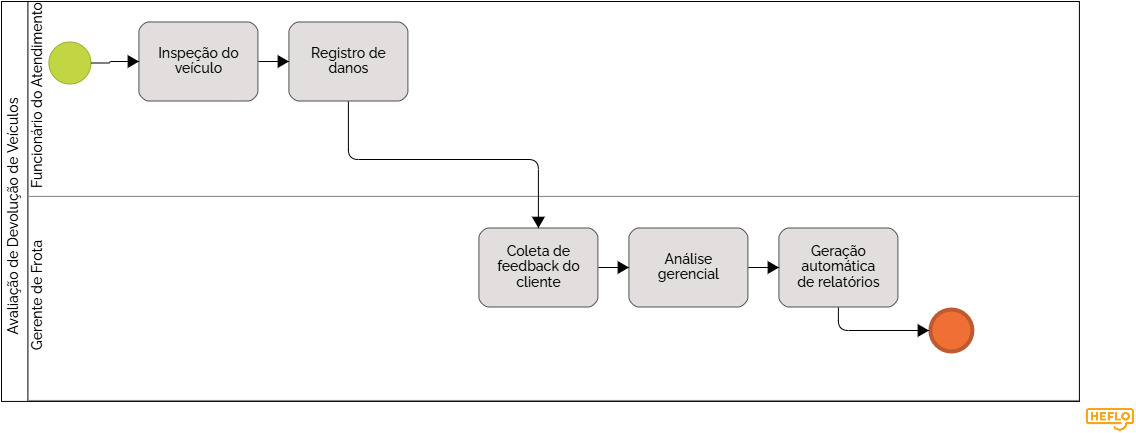 Avaliação de Devolução de Veículos
Funcionário do Atendimento
Inspeção do
veículo
Registro de
danos
Gerente de Frota
Coleta de
feedback do
cliente
Análise
gerencial
Geração
automática
de relatórios
HEFLO